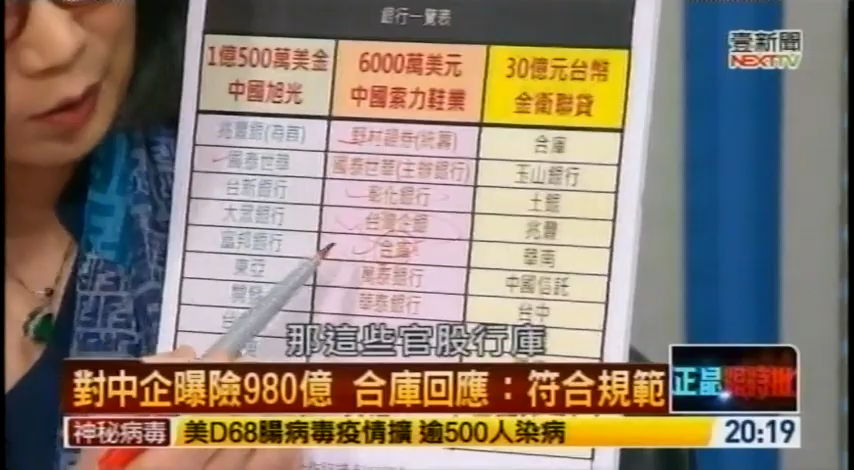 銀行一覽表
壹新聞
NEXTTV
1億500萬美金
中國旭光
6000萬美元
中國索力鞋業
30億元台幣
金衛聯貸
兆豐銀(為首)
野村證券(統籌)
合庫
國泰世華
國泰世華(主辦銀行)
玉山銀行
台新銀行
彰化銀行
土銀
大眾銀行
台灣企銀
兆豐
富邦銀行
合庫
華南
東亞
萬泰銀行
中國信託
華泰銀行
台中
那這些官股行庫
對中企曝險980億 合庫回應:符合規範
正晶限時批
神秘病毒
美D68腸病毒疫情擴 逾500人染病
20:19